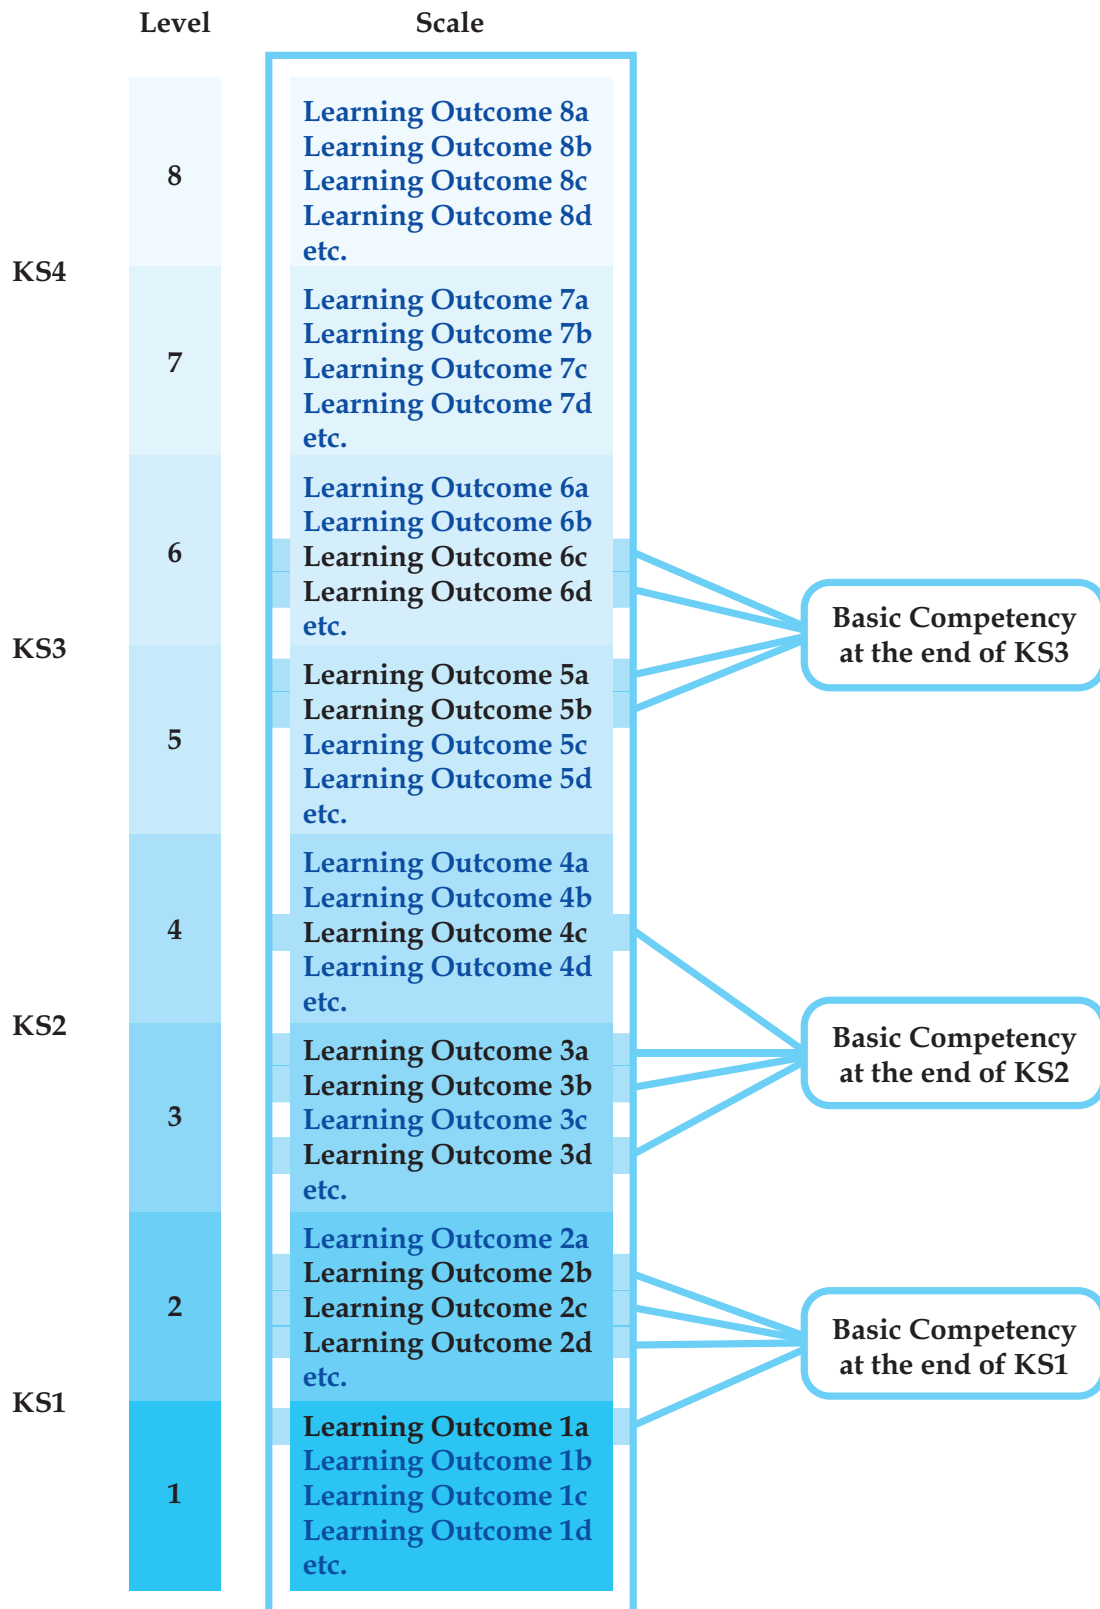 Level Scale
8
Learning Outcome 8a
Learning Outcome 8b
Learning Outcome 8c
Learning Outcome 8d
etc.
KS4
7
Learning Outcome 7a
Learning Outcome 7b
Learning Outcome 7c
Learning Outcome 7d
etc.
6
Learning Outcome 6a
Learning Outcome 6b
Learning Outcome 6c
Learning Outcome 6d
etc.
Basic Competency
at the end of KS3
KS3
5
Learning Outcome 5a
Learning Outcome 5b
Learning Outcome 5c
Learning Outcome 5d
etc.
4
Learning Outcome 4a
Learning Outcome 4b
Learning Outcome 4c
Learning Outcome 4d
etc.
KS2
Basic Competency
at the end of KS2
3
Learning Outcome 3a
Learning Outcome 3b
Learning Outcome 3c
Learning Outcome 3d
etc.
2
Learning Outcome 2a
Learning Outcome 2b
Learning Outcome 2c
Learning Outcome 2d
etc.
Basic Competency
at the end of KS1
KS1
1
Learning Outcome 1a
Learning Outcome 1b
Learning Outcome 1c
Learning Outcome 1d
etc.